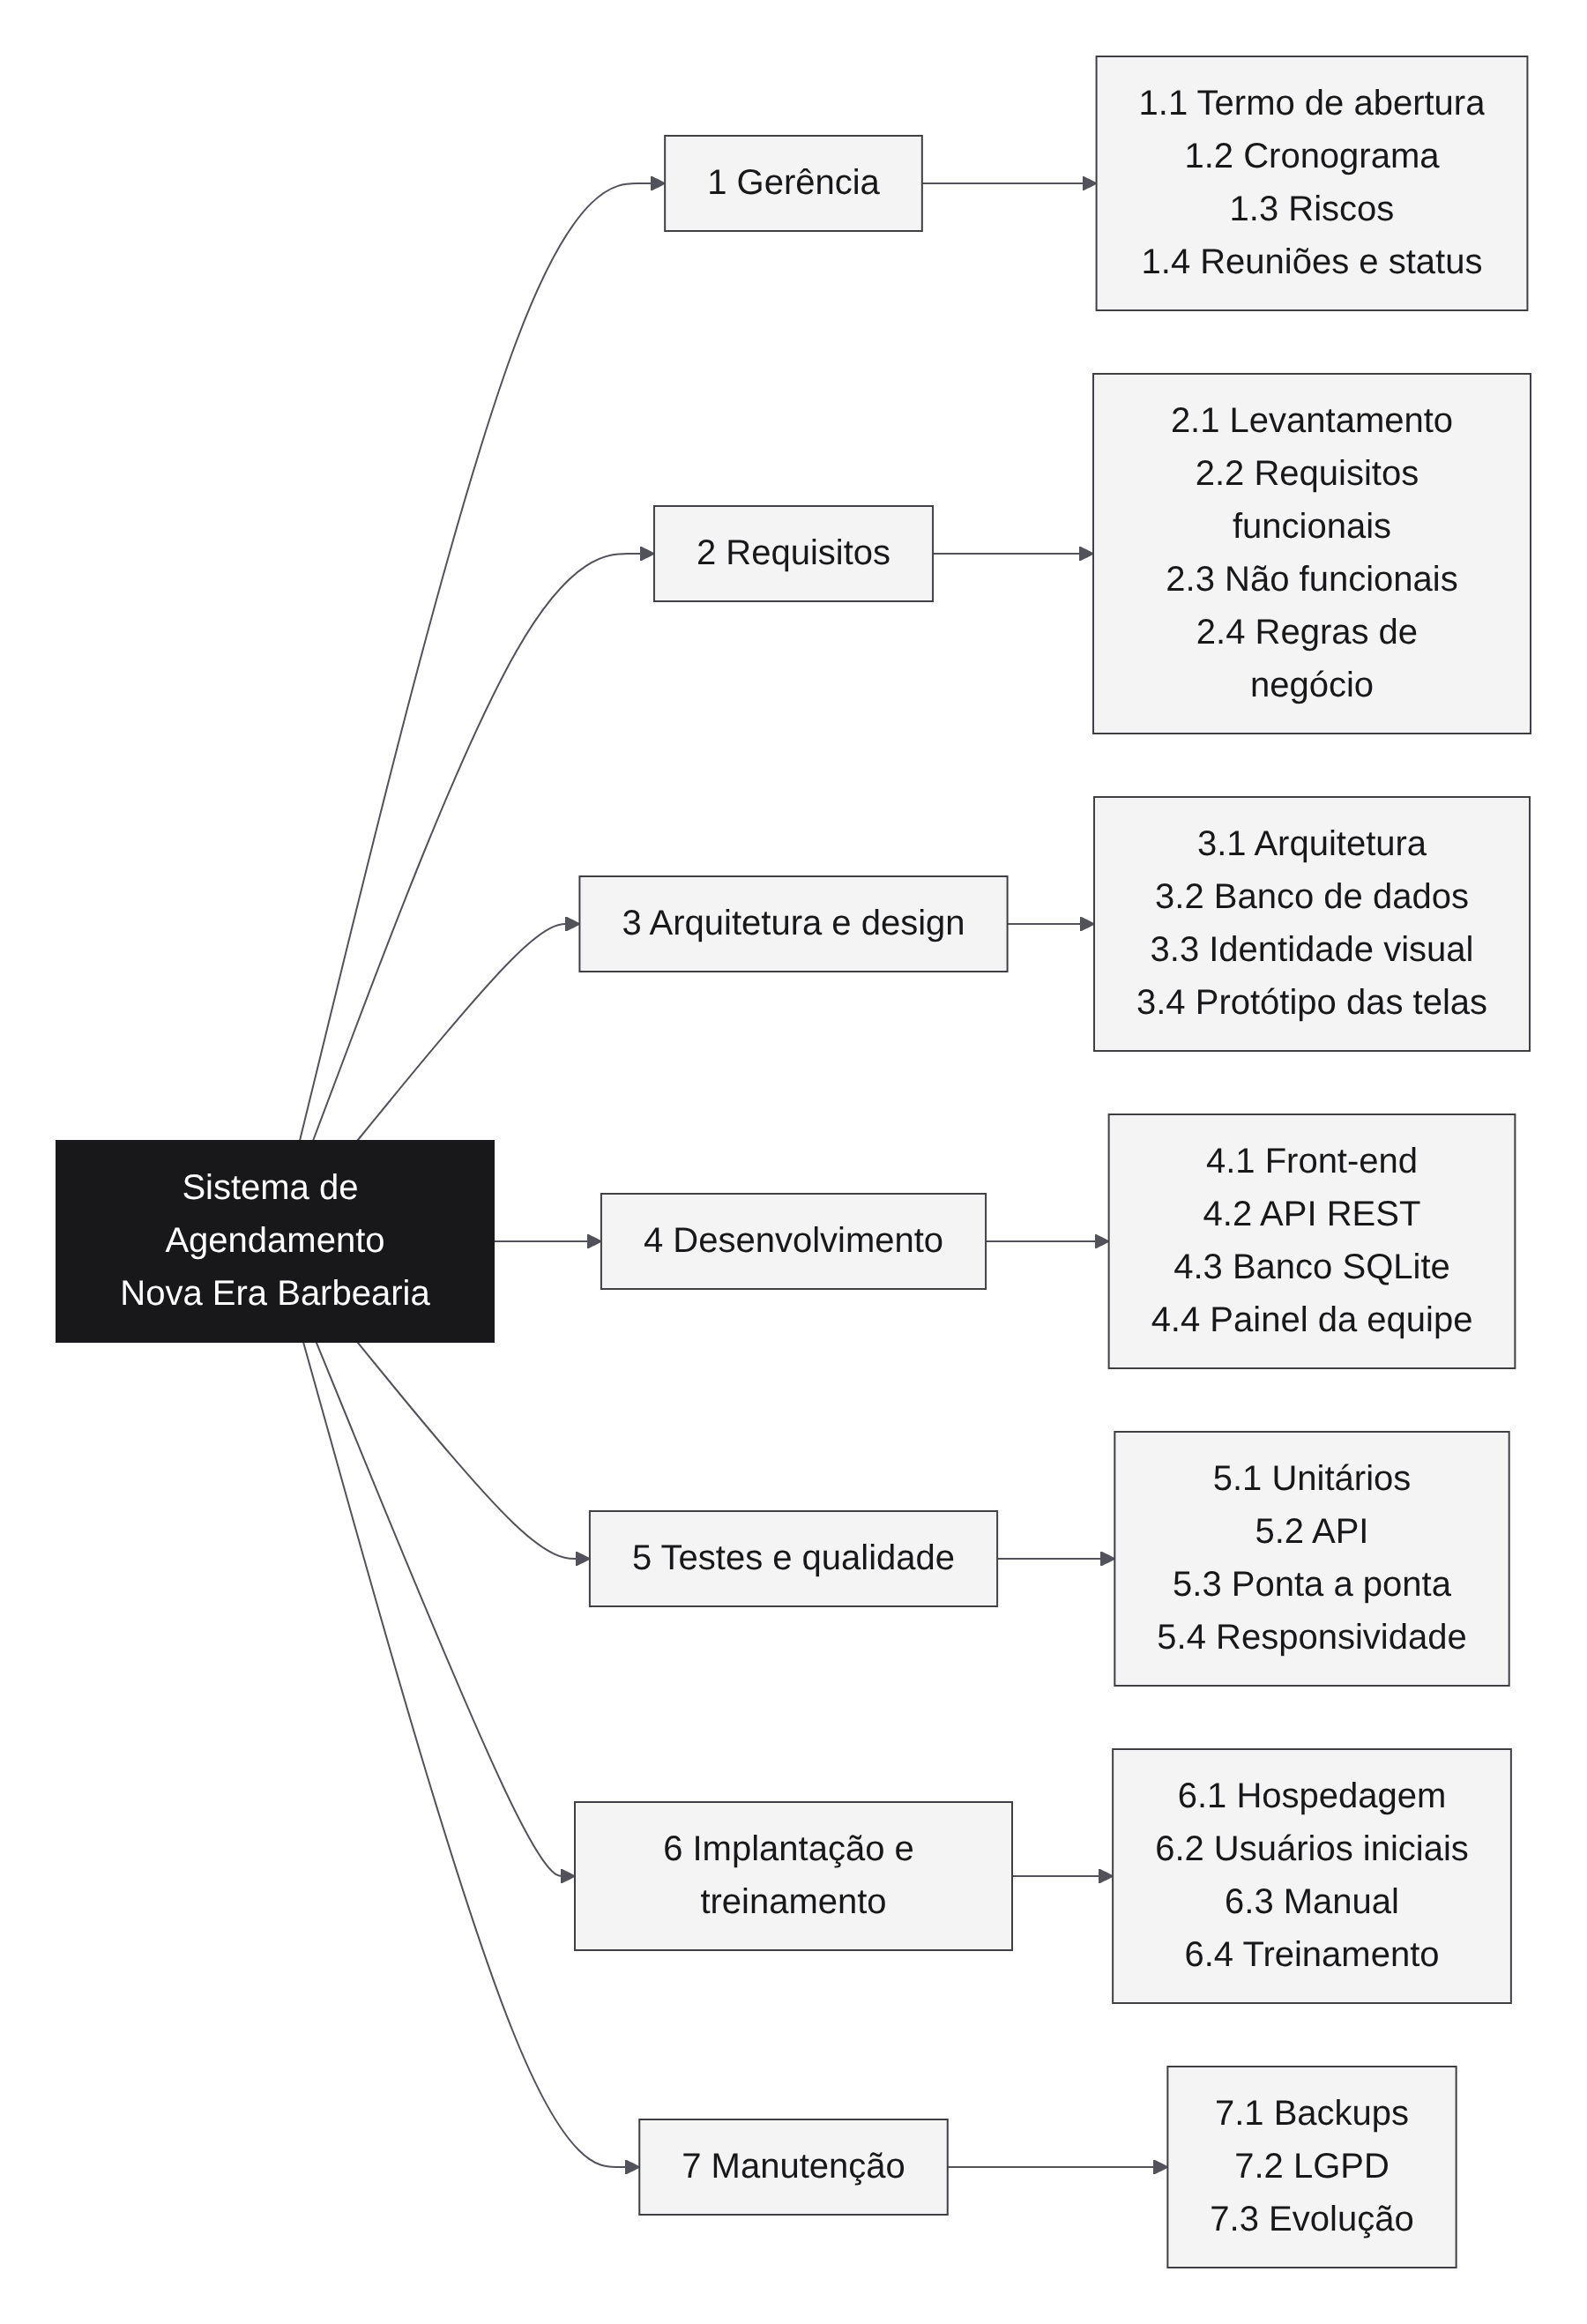 1.1 Termo de abertura
1.2 Cronograma
1.3 Riscos
1.4 Reuniões e status
1 Gerência
2.1 Levantamento
2.2 Requisitos
funcionais
2.3 Não funcionais
2.4 Regras de
negócio
2 Requisitos
3.1 Arquitetura
3.2 Banco de dados
3.3 Identidade visual
3.4 Protótipo das telas
3 Arquitetura e design
Sistema de
Agendamento
Nova Era Barbearia
4 Desenvolvimento
4.1 Front-end
4.2 API REST
4.3 Banco SQLite
4.4 Painel da equipe
5 Testes e qualidade
5.1 Unitários
5.2 API
5.3 Ponta a ponta
5.4 Responsividade
6 Implantação e
treinamento
6.1 Hospedagem
6.2 Usuários iniciais
6.3 Manual
6.4 Treinamento
7 Manutenção
7.1 Backups
7.2 LGPD
7.3 Evolução